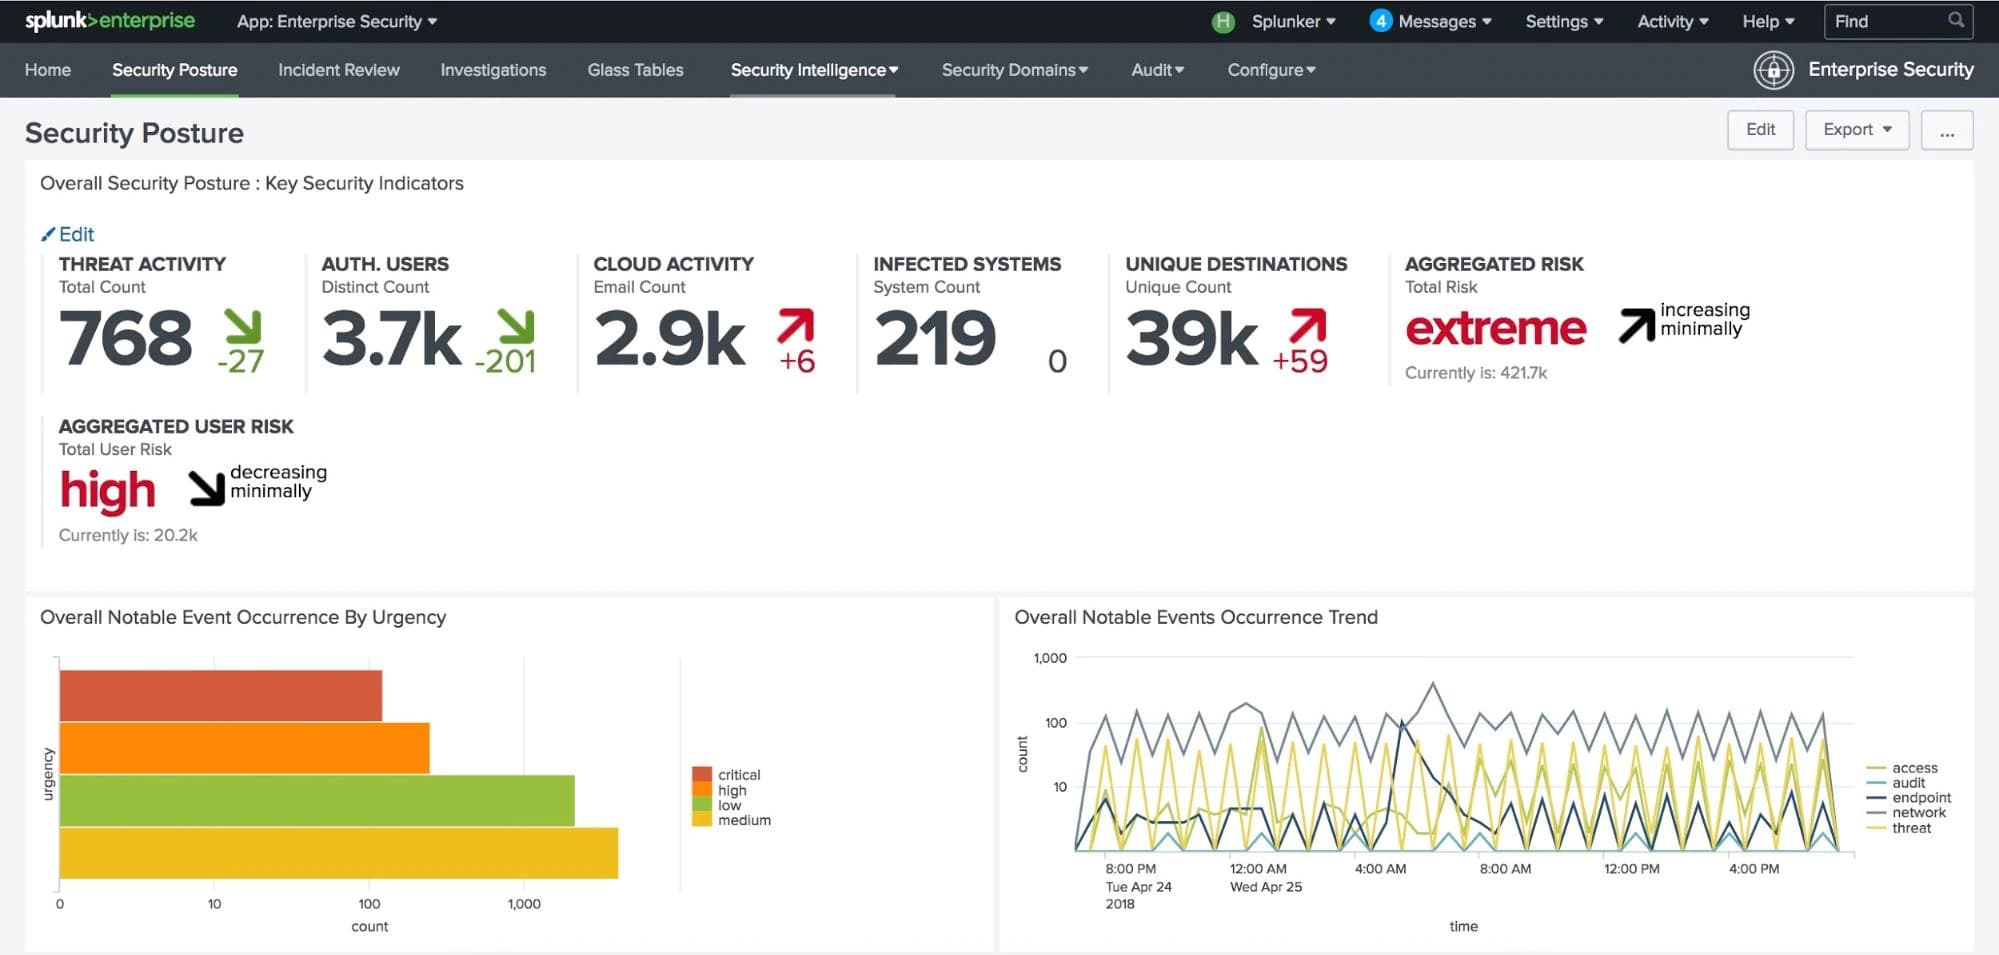 splunk>enterprise App: Enterprise Security H Splunker 4 Messages Settings Activity Help Find
Home Security Posture Incident Review Investigations Glass Tables Security Intelligence Security Domains Audit Configure Enterprise Security
Security Posture
Edit Export ...
Overall Security Posture : Key Security Indicators
Edit
THREAT ACTIVITY
Total Count
768 -27
AUTH. USERS
Distinct Count
3.7k -201
CLOUD ACTIVITY
Email Count
2.9k +6
INFECTED SYSTEMS
System Count
219 0
UNIQUE DESTINATIONS
Unique Count
39k +59
AGGREGATED RISK
Total Risk
extreme increasing
minimally
Currently is: 421.7k
AGGREGATED USER RISK
Total User Risk
high decreasing
minimally
Currently is: 20.2k
Overall Notable Event Occurrence By Urgency
urgency
critical
high
low
medium
0 10 100 1,000
count
Overall Notable Events Occurrence Trend
1,000
100
10
count
access
audit
endpoint
network
threat
8:00 PM 12:00 AM 4:00 AM 8:00 AM 12:00 PM 4:00 PM
Tue Apr 24 Wed Apr 25
2018
time